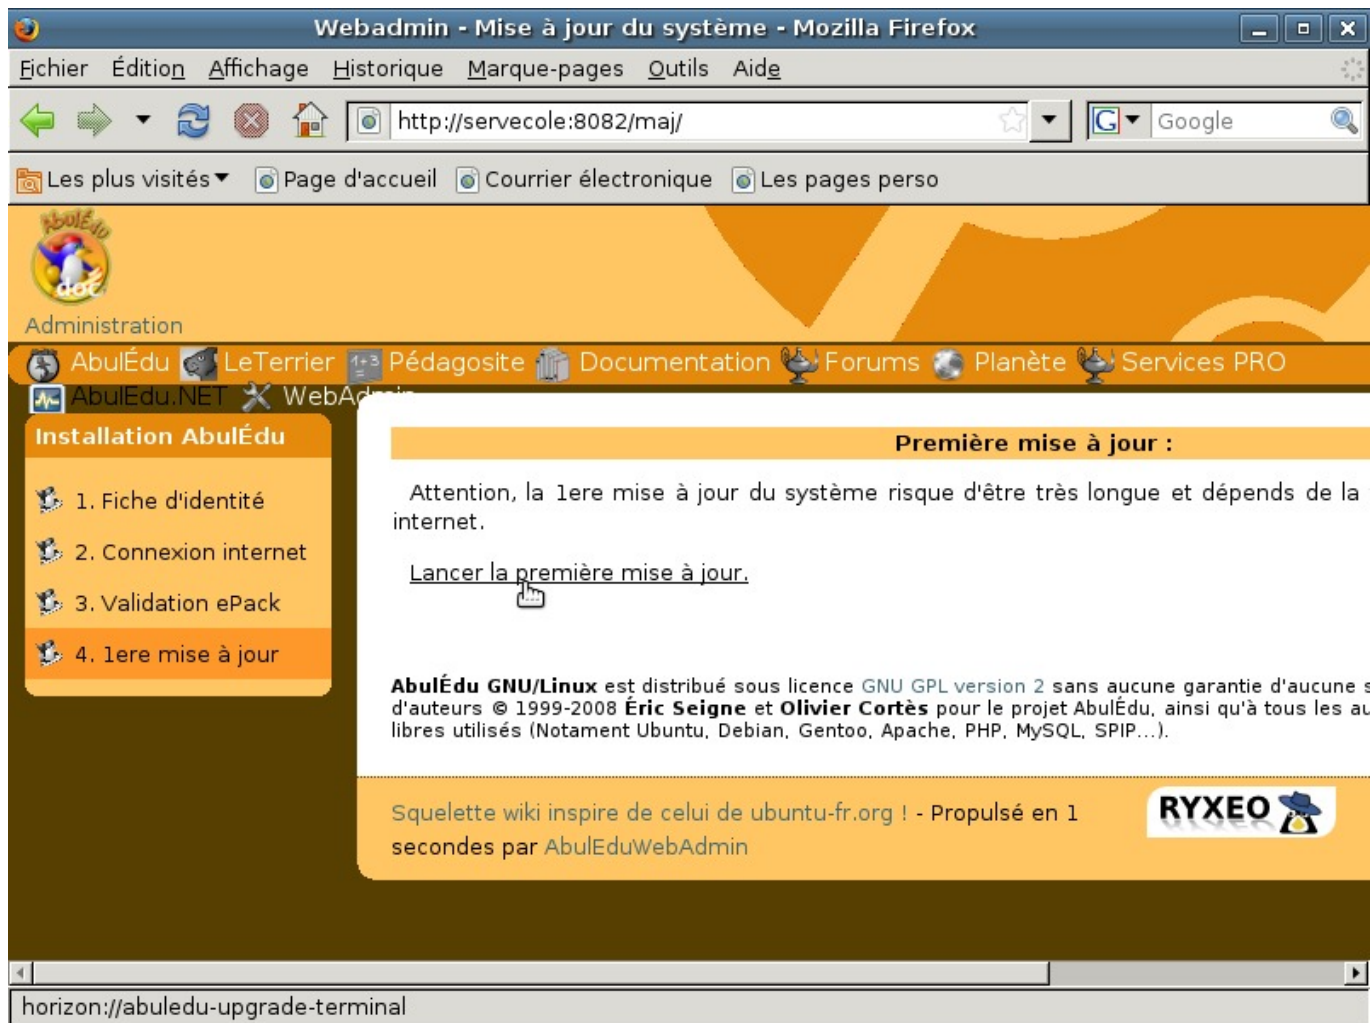 Webadmin - Mise à jour du système - Mozilla Firefox
Fichier Édition Affichage Historique Marque-pages Outils Aide
http://servecole:8082/maj/ G Google
Les plus visités Page d'accueil Courrier électronique Les pages perso
AbulÉdu
doc
Administration
AbulÉdu LeTerrier 1+3 Pédagosite Documentation Forums Planète Services PRO
AbulEdu.NET WebAdmin
Installation AbulÉdu
1. Fiche d'identité
2. Connexion internet
3. Validation ePack
4. 1ere mise à jour
Première mise à jour :
Attention, la 1ere mise à jour du système risque d'être très longue et dépends de la
internet.
Lancer la première mise à jour.
AbulÉdu GNU/Linux est distribué sous licence GNU GPL version 2 sans aucune garantie d'aucune
d'auteurs © 1999-2008 Éric Seigne et Olivier Cortès pour le projet AbulÉdu, ainsi qu'à tous les
libres utilisés (Notament Ubuntu, Debian, Gentoo, Apache, PHP, MySQL, SPIP...).
Squelette wiki inspire de celui de ubuntu-fr.org ! - Propulsé en 1
secondes par AbulEduWebAdmin
RYXEO
horizon://abuledu-upgrade-terminal